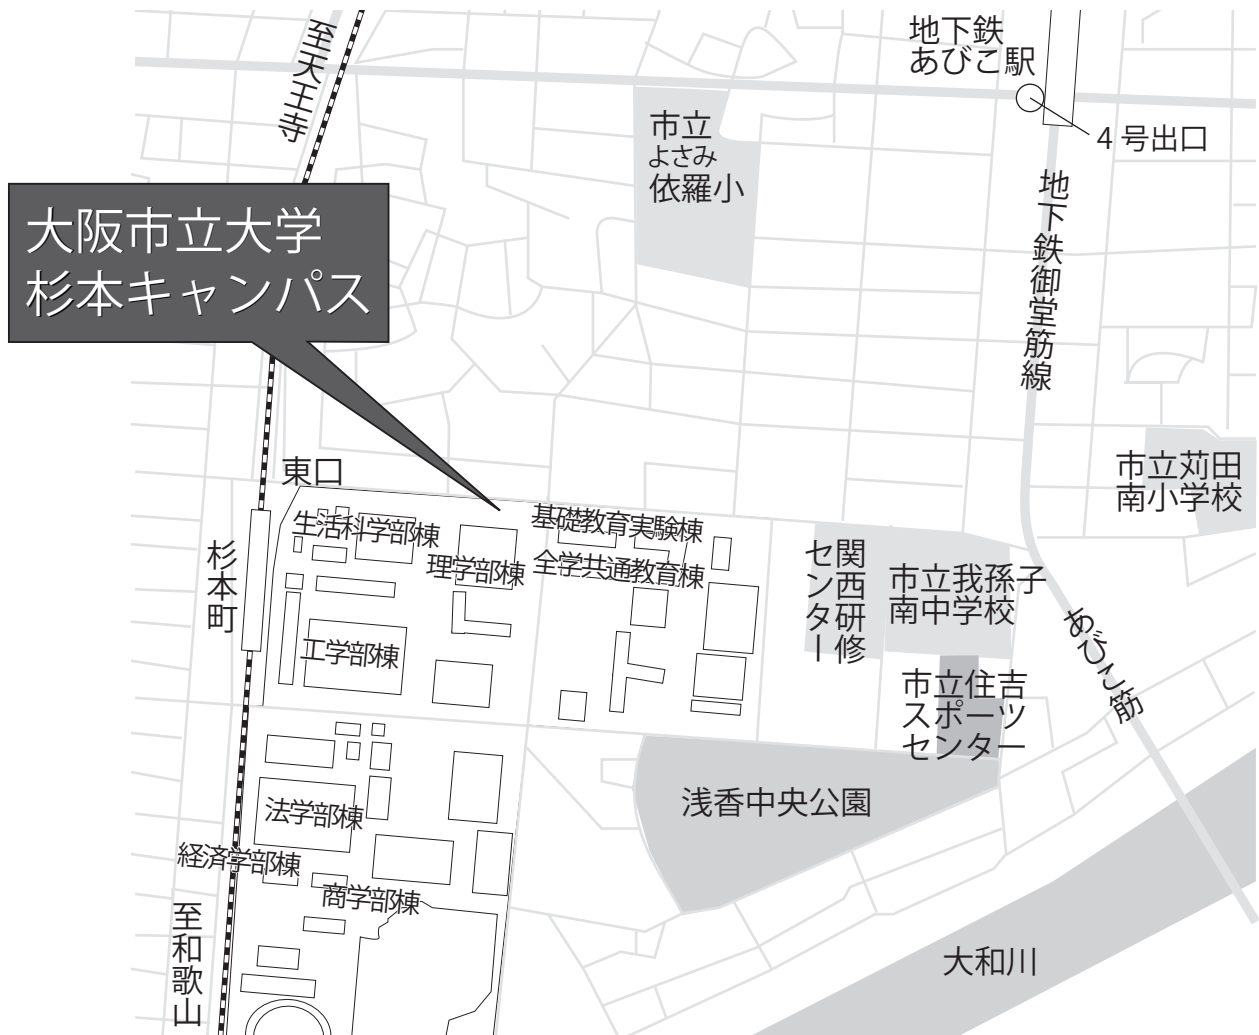 至天王寺
地下鉄
あびこ駅
4 号出口
市立
よさみ
依羅小
地下鉄御堂筋線
大阪市立大学
杉本キャンパス
市立苅田
南小学校
東口
生活科学部棟
理学部棟
基礎教育実験棟
全学共通教育棟
杉本町
工学部棟
関西研修
センター
市立我孫子
南中学校
あびこ筋
市立住吉
スポーツ
センター
浅香中央公園
法学部棟
経済学部棟
商学部棟
至和歌山
大和川